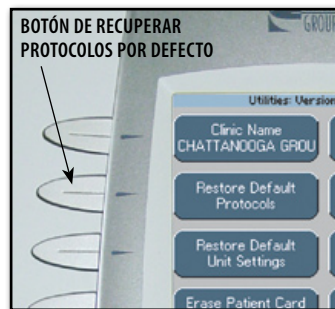 BOTÓN DE RECUPERAR
PROTOCOLOS POR DEFECTO
GROUP
Utilities: Version
Clinic Name
CHATTANOOGA GROU
Restore Default
Protocols
Restore Default
Unit Settings
Erase Patient Card